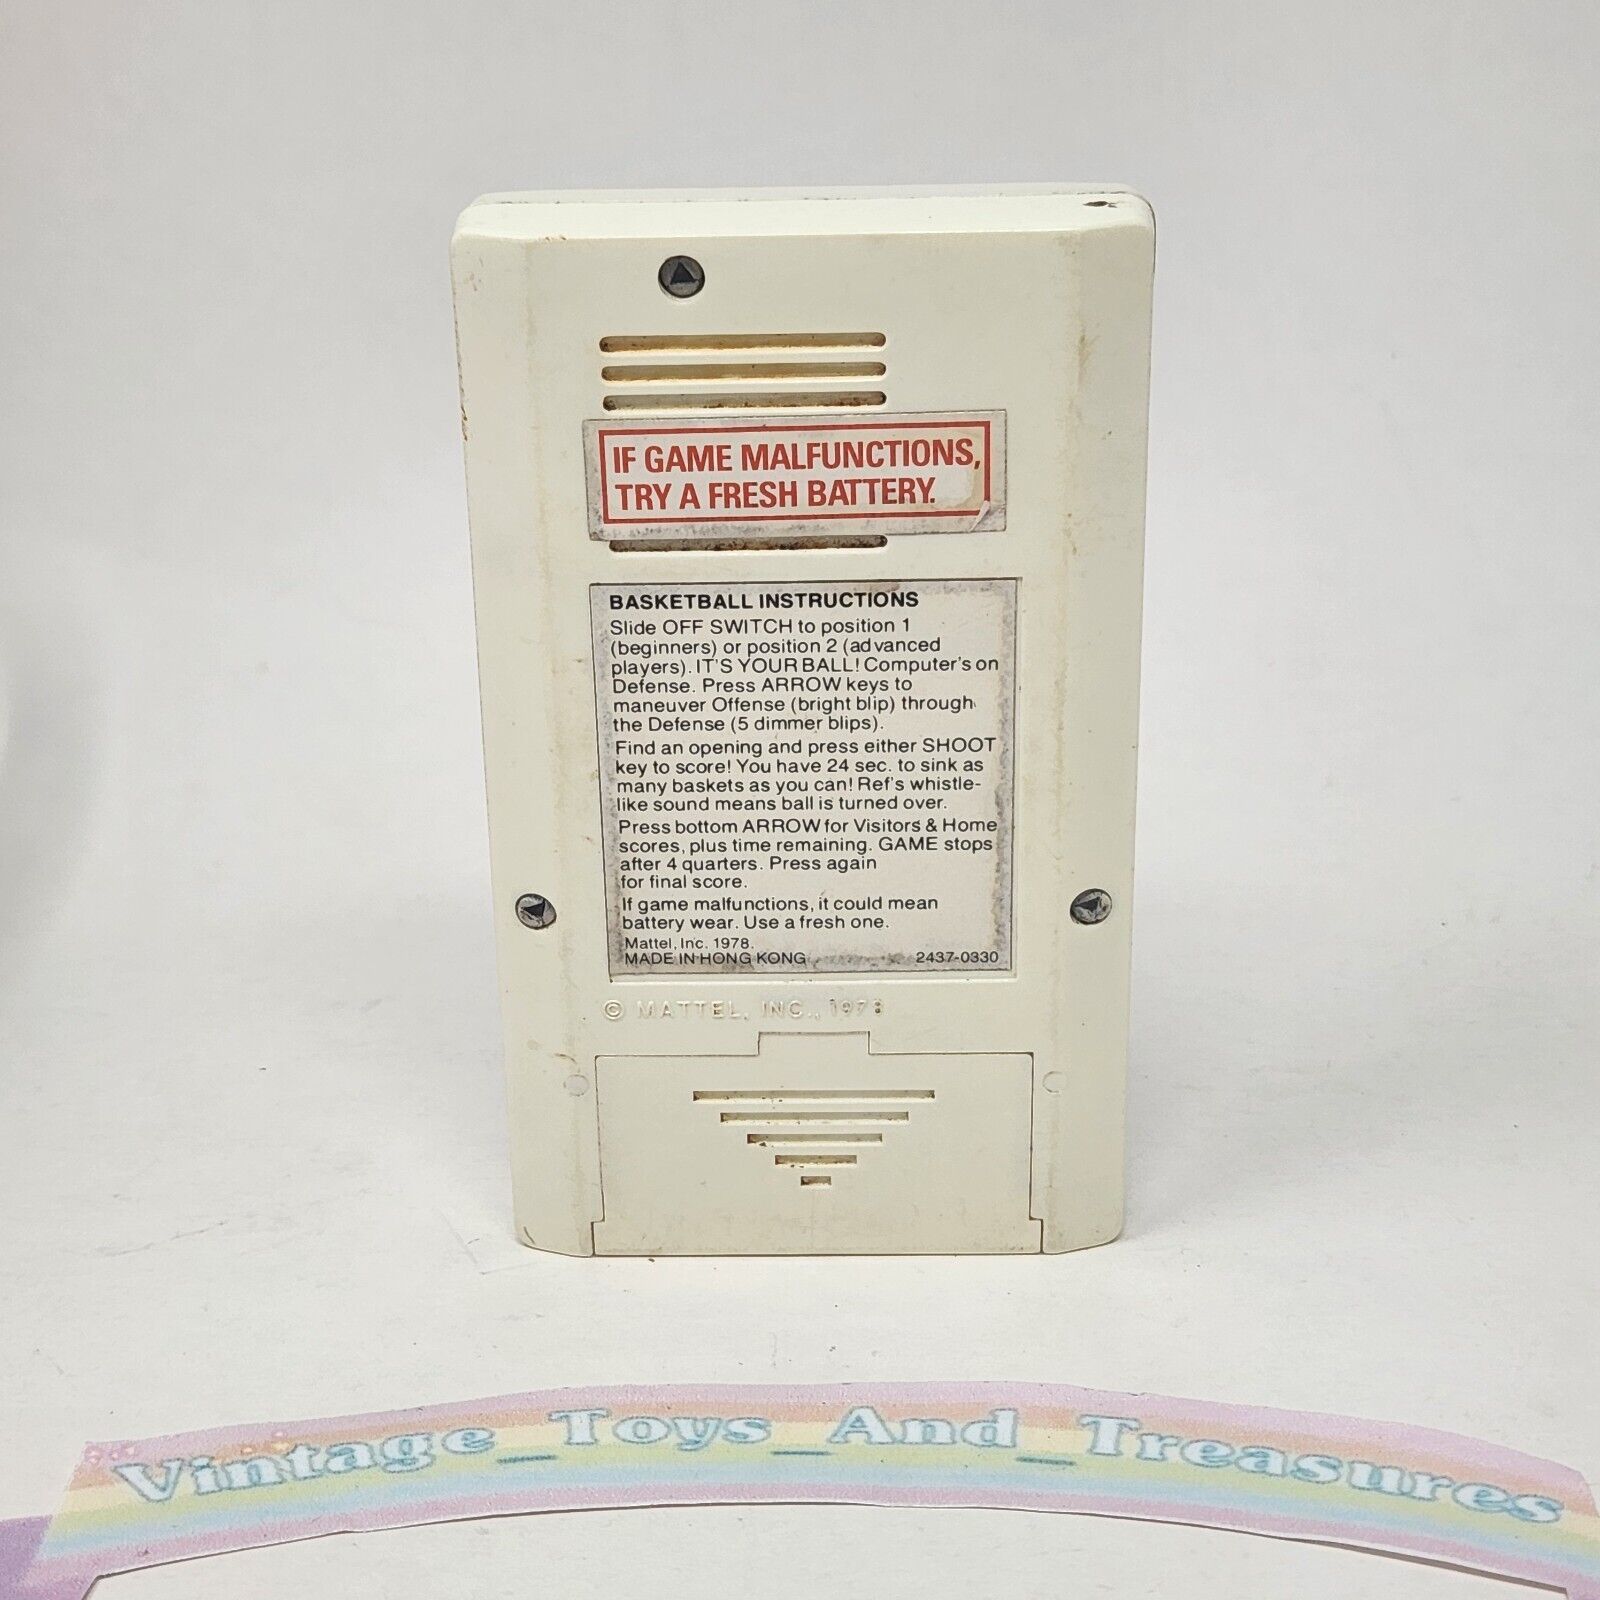 IF GAME MALFUNCTIONS,
TRY A FRESH BATTERY.
BASKETBALL INSTRUCTIONS
Slide OFF SWITCH to position 1
(beginners) or position 2 (advanced
players). IT'S YOUR BALL! Computer's on
Defense. Press ARROW keys to
maneuver Offense (bright blip) through
the Defense (5 dimmer blips).
Find an opening and press either SHOOT
key to score! You have 24 sec. to sink as
many baskets as you can! Ref's whistle-
like sound means ball is turned over.
Press bottom ARROW for Visitors & Home
scores, plus time remaining. GAME stops
after 4 quarters. Press again
for final score.
If game malfunctions, it could mean
battery wear. Use a fresh one.
Mattel, Inc. 1978.
MADE IN HONG KONG 2437-0330
© MATTEL, INC., 1978
Vintage_Toys_And_Treasures